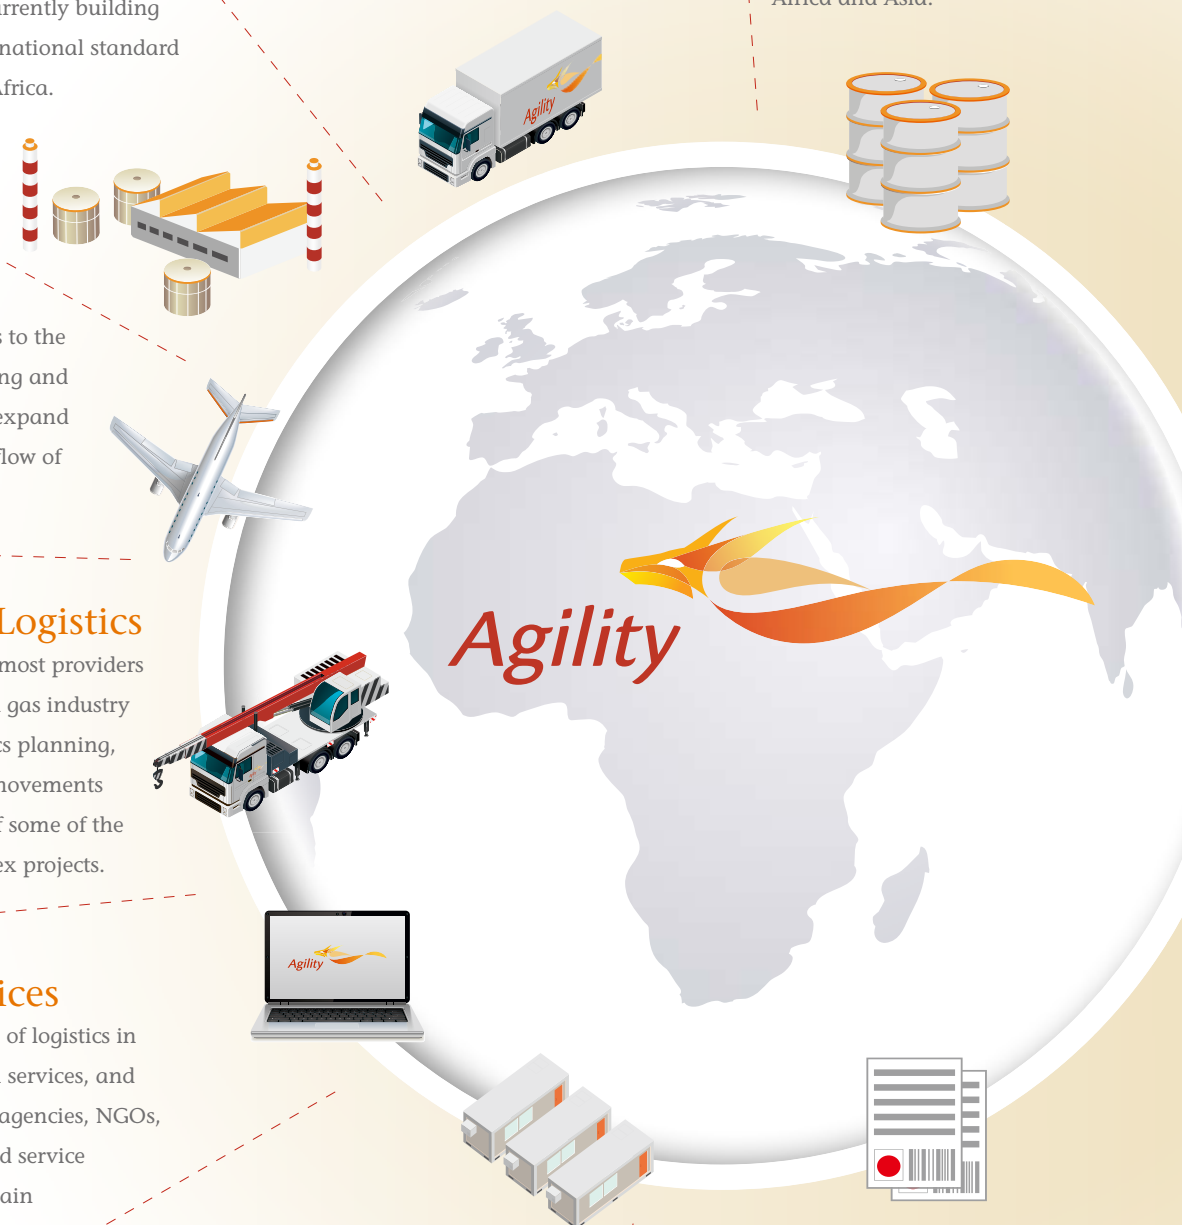 urrently building
national standard
Africa.
Africa and Asia.
Agility
s to the
ng and
expand
flow of
Logistics
most providers
gas industry
cs planning,
movements
f some of the
ex projects.
Agility
Agility
ices
of logistics in
services, and
agencies, NGOs,
d service
ain